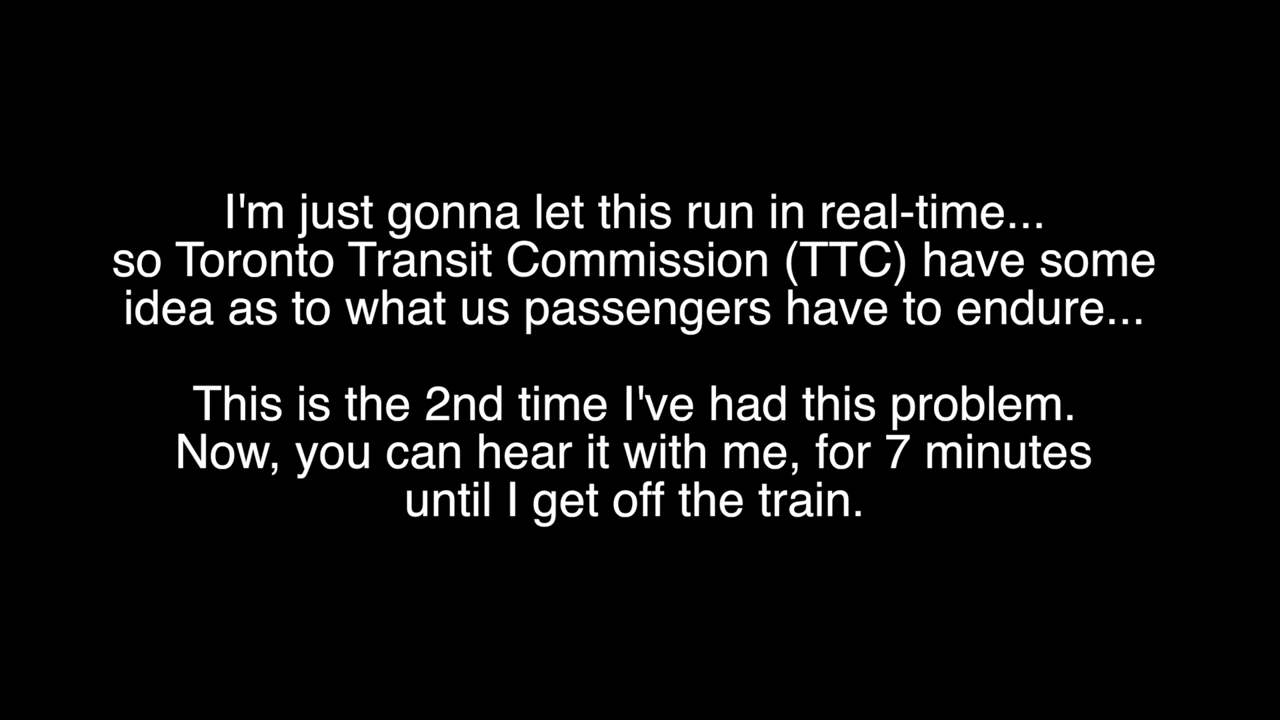 I'm just gonna let this run in real-time...
so Toronto Transit Commission (TTC) have some
idea as to what us passengers have to endure...
This is the 2nd time I've had this problem.
Now, you can hear it with me, for 7 minutes
until I get off the train.